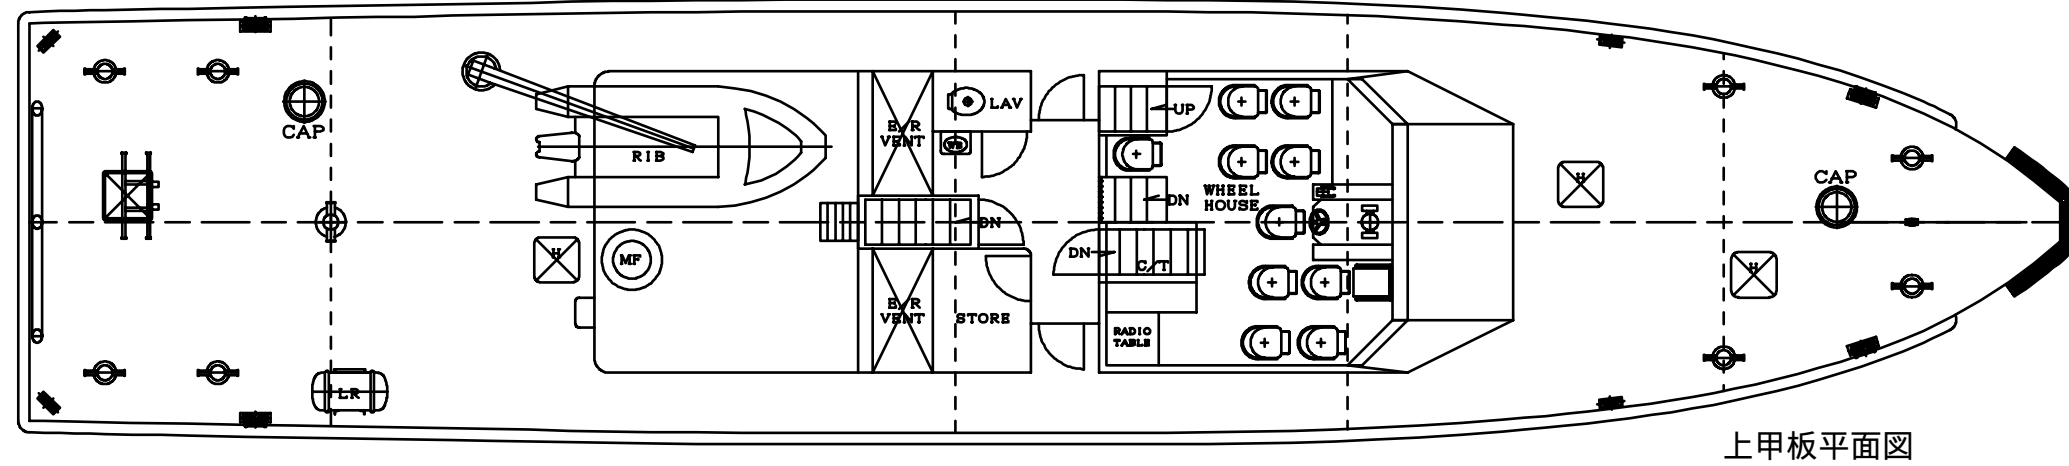 CAP
RIB
E/R
VENT
LAV
WB
UP
DN
WHEEL
HOUSE
DN
DN
C/T
MF
H
E/R
VENT
STORE
RADIO
TABLE
LR
H
CAP
H
上甲板平面図